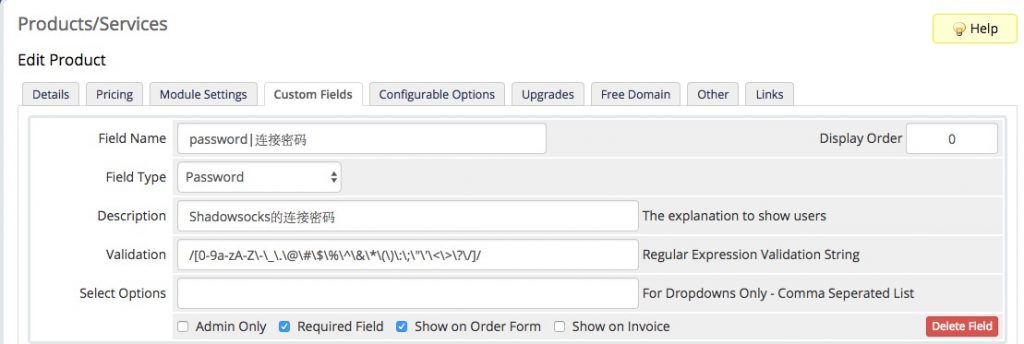 Products/Services
Help
Edit Product
Details Pricing Module Settings Custom Fields Configurable Options Upgrades Free Domain Other Links
Field Name password|连接密码 Display Order 0
Field Type Password
Description Shadowsocks的连接密码 The explanation to show users
Validation /[0-9a-zA-Z\-\_\.\@\#\$\%\^\&\*\(\)\:\;\"\'\<\>\?\/]/ Regular Expression Validation String
Select Options For Dropdowns Only - Comma Seperated List
Admin Only Required Field Show on Order Form Show on Invoice Delete Field